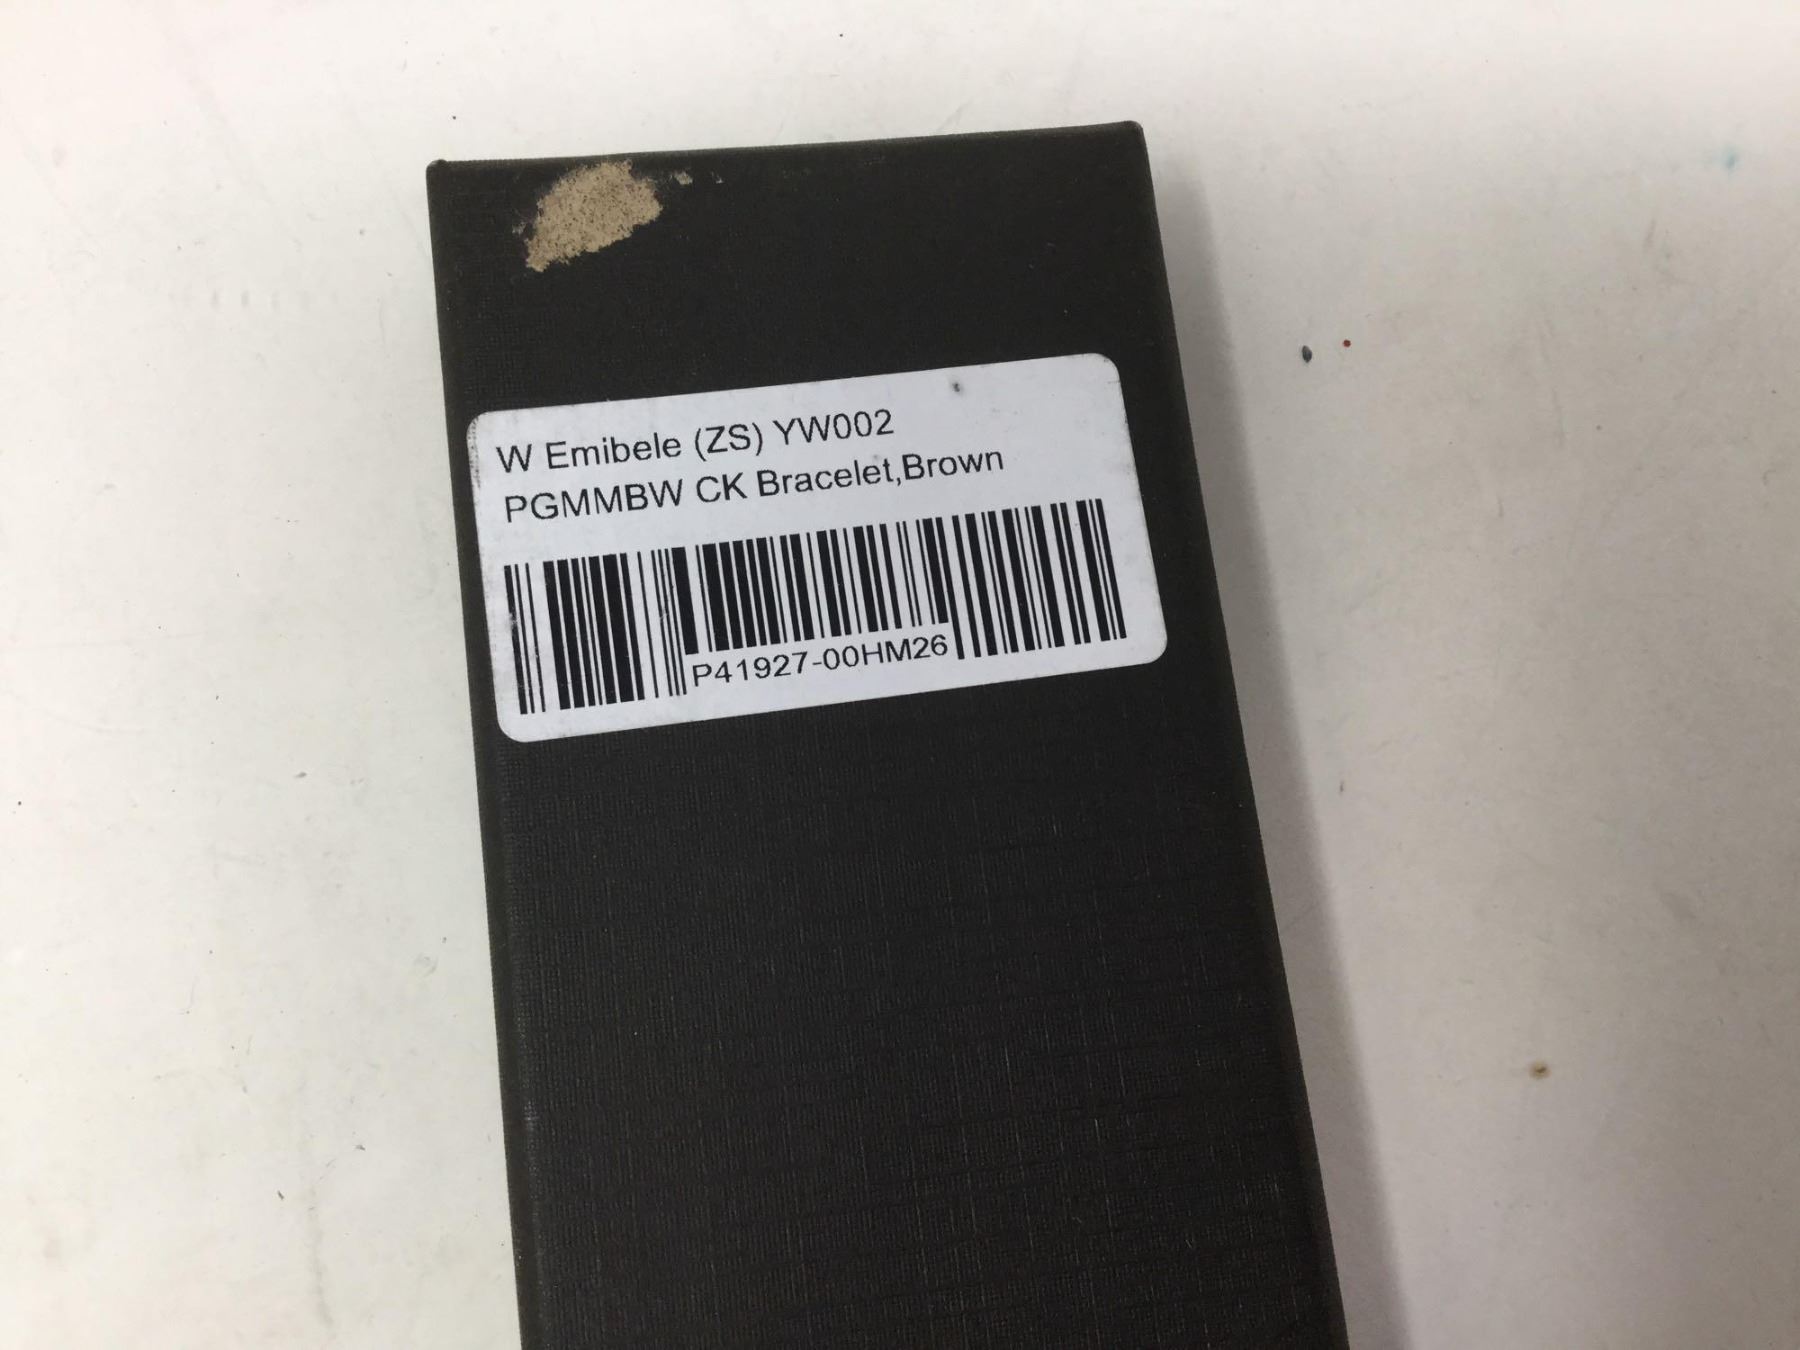 W Emibele (ZS) YW002
PGMMBW CK Bracelet,Brown
P41927-00HM26